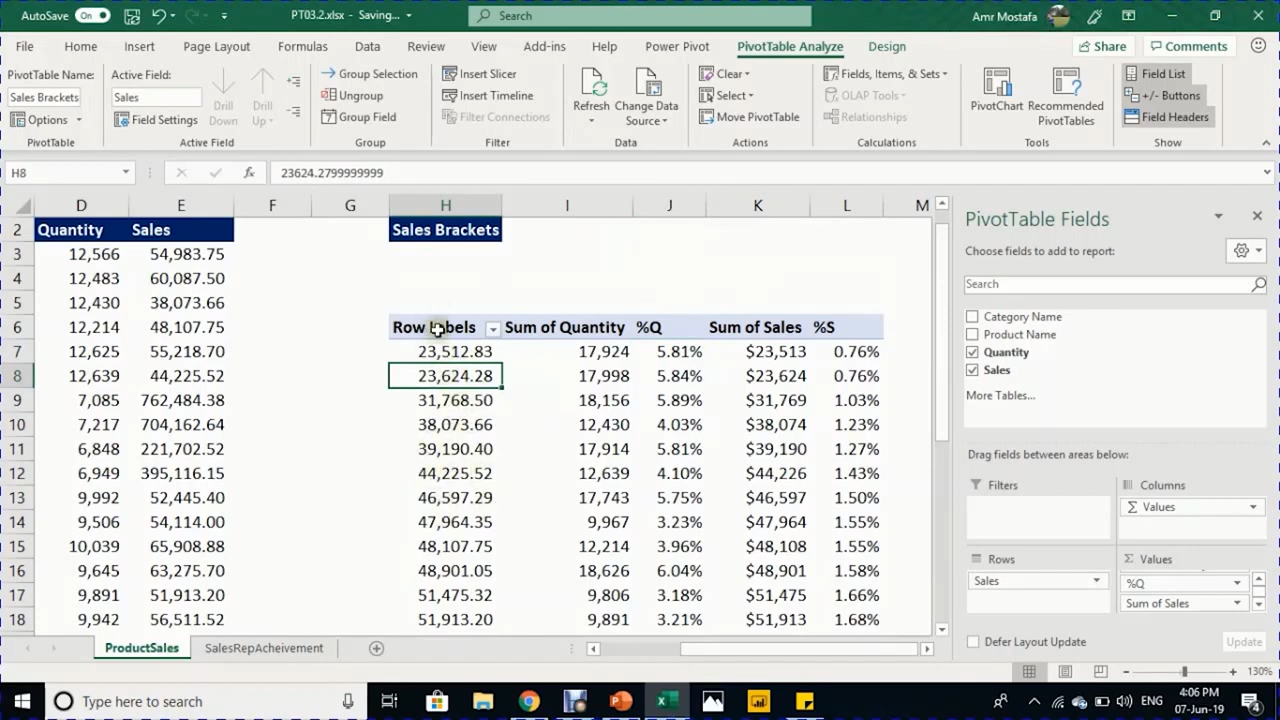 AutoSave On PT03.2.xlsx - Saving... Search Amr Mostafa
File Home Insert Page Layout Formulas Data Review View Add-ins Help Power Pivot PivotTable Analyze Design Share Comments
PivotTable Name: Active Field: Group Selection Insert Slicer Clear Fields, Items, & Sets Field List
Sales Brackets Sales Drill Down Drill Up Ungroup Insert Timeline Refresh Change Data Source Select OLAP Tools PivotChart Recommended PivotTables +/- Buttons
Options Field Settings Group Field Filter Connections Move PivotTable Relationships Field Headers
PivotTable Active Field Group Filter Data Actions Calculations Tools Show
H8 fx 23624.2799999999
D E F G H I J K L M
2 Quantity Sales Sales Brackets
3 12,566 54,983.75
4 12,483 60,087.50
5 12,430 38,073.66
6 12,214 48,107.75 Row Labels Sum of Quantity %Q Sum of Sales %S
7 12,625 55,218.70 23,512.83 17,924 5.81% $23,513 0.76%
8 12,639 44,225.52 23,624.28 17,998 5.84% $23,624 0.76%
9 7,085 762,484.38 31,768.50 18,156 5.89% $31,769 1.03%
10 7,217 704,162.64 38,073.66 12,430 4.03% $38,074 1.23%
11 6,848 221,702.52 39,190.40 17,914 5.81% $39,190 1.27%
12 6,949 395,116.15 44,225.52 12,639 4.10% $44,226 1.43%
13 9,992 52,445.40 46,597.29 17,743 5.75% $46,597 1.50%
14 9,506 54,114.00 47,964.35 9,967 3.23% $47,964 1.55%
15 10,039 65,908.88 48,107.75 12,214 3.96% $48,108 1.55%
16 9,645 63,275.70 48,901.05 18,626 6.04% $48,901 1.58%
17 9,891 51,913.20 51,475.32 9,806 3.18% $51,475 1.66%
18 9,942 56,511.52 51,913.20 9,891 3.21% $51,913 1.68%
PivotTable Fields
Choose fields to add to report:
Search
Category Name
Product Name
Quantity
Sales
More Tables...
Drag fields between areas below:
Filters Columns
Σ Values
Rows Σ Values
Sales %Q
Sum of Sales
Defer Layout Update Update
ProductSales SalesRepAcheivement
130%
Type here to search ENG 4:06 PM
07-Jun-19 4